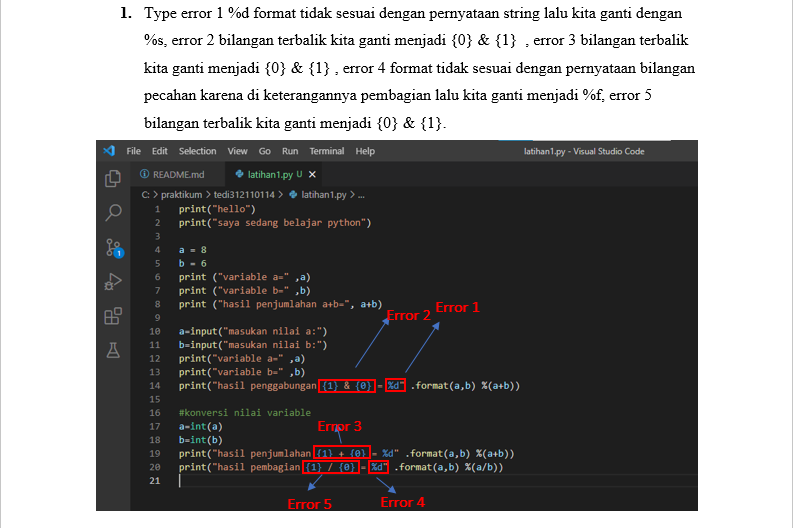 1. Type error 1 %d format tidak sesuai dengan pernyataan string lalu kita ganti dengan
%s, error 2 bilangan terbalik kita ganti menjadi {0} & {1} , error 3 bilangan terbalik
kita ganti menjadi {0} & {1} , error 4 format tidak sesuai dengan pernyataan bilangan
pecahan karena di keterangannya pembagian lalu kita ganti menjadi %f, error 5
bilangan terbalik kita ganti menjadi {0} & {1}.
File Edit Selection View Go Run Terminal Help latihan1.py - Visual Studio Code
README.md latihan1.py U
C: > praktikum > tedi312110114 > latihan1.py > ...
1 print("hello")
2 print("saya sedang belajar python")
3
4 a = 8
5 b = 6
6 print ("variable a=" ,a)
7 print ("variable b=" ,b)
8 print ("hasil penjumlahan a+b=", a+b)
Error 2 Error 1
9
10 a=input("masukan nilai a:")
11 b=input("masukan nilai b:")
12 print("variable a=" ,a)
13 print("variable b=" ,b)
14 print("hasil penggabungan {1} & {0} = %d" .format(a,b) %(a+b))
15
16 #konversi nilai variable
17 a=int(a)
Error 3
18 b=int(b)
19 print("hasil penjumlahan {1} + {0} = %d" .format(a,b) %(a+b))
20 print("hasil pembagian {1} / {0} = %d" .format(a,b) %(a/b))
21
Error 5 Error 4
1